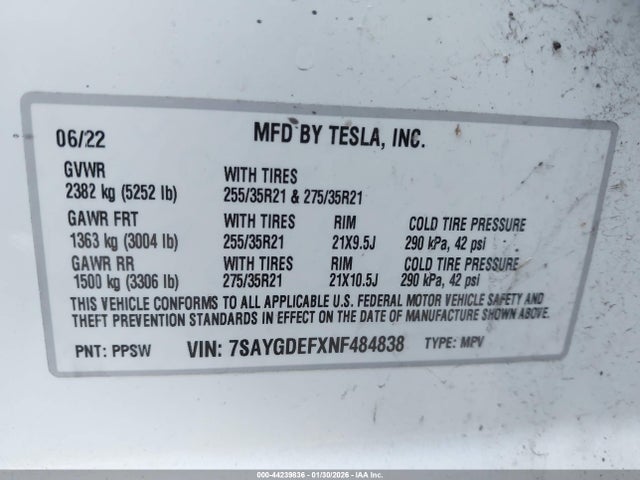 06/22 MFD BY TESLA, INC.
GVWR WITH TIRES
2382 kg (5252 lb) 255/35R21 & 275/35R21
GAWR FRT WITH TIRES RIM COLD TIRE PRESSURE
1363 kg (3004 lb) 255/35R21 21X9.5J 290 kPa, 42 psi
GAWR RR WITH TIRES RIM COLD TIRE PRESSURE
1500 kg (3306 lb) 275/35R21 21X10.5J 290 kPa, 42 psi
THIS VEHICLE CONFORMS TO ALL APPLICABLE U.S. FEDERAL MOTOR VEHICLE SAFETY AND
THEFT PREVENTION STANDARDS IN EFFECT ON THE DATE OF MANUFACTURE SHOWN ABOVE.
PNT: PPSW VIN: 7SAYGDEFXNF484838 TYPE: MPV
000-44239836 - 01/30/2026 - IAA Inc.